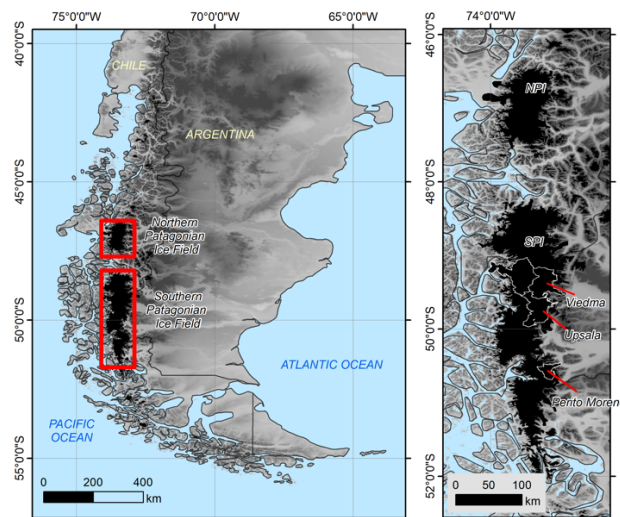 75°0'0"W
70°0'0"W
65°0'0"W
40°0'0"S
45°0'0"S
50°0'0"S
55°0'0"S
CHILE
ARGENTINA
Northern
Patagonian
Ice Field
Southern
Patagonian
Ice Field
ATLANTIC OCEAN
PACIFIC
OCEAN
0 200 400
km
74°0'0"W
46°0'0"S
48°0'0"S
50°0'0"S
52°0'0"S
NPI
SPI
Viedma
Upsala
Perito Moren
0 50 100
km